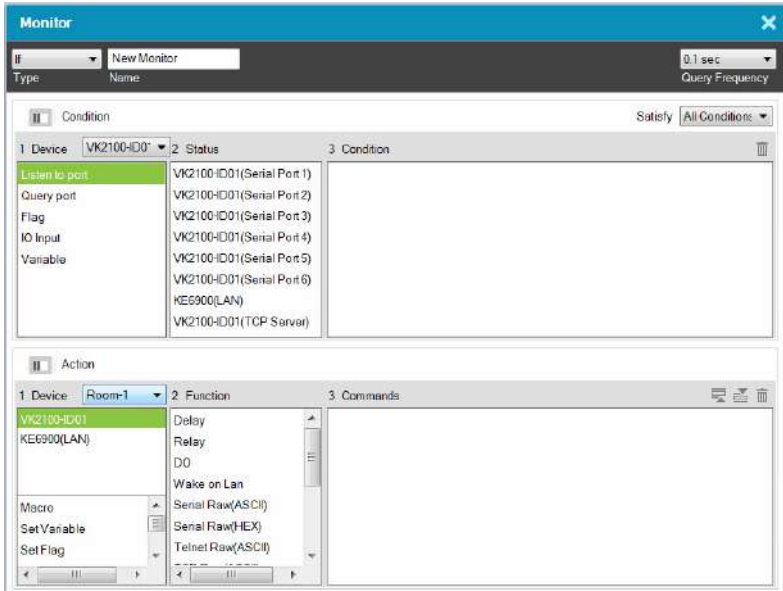 Monitor
If
New Monitor
0.1 sec
Type
Name
Query Frequency
Condition
Satisfy
All Conditions
1 Device
VK2100-ID01
2 Status
3 Condition
Listen to port
Query port
Flag
IO Input
Variable
VK2100-ID01(Serial Port 1)
VK2100-ID01(Serial Port 2)
VK2100-ID01(Serial Port 3)
VK2100-ID01(Serial Port 4)
VK2100-ID01(Serial Port 5)
VK2100-ID01(Serial Port 6)
KE6900(LAN)
VK2100-ID01(TCP Server)
Action
1 Device
Room-1
2 Function
3 Commands
VK2100-ID01
KE6900(LAN)
Macro
Set Variable
Set Flag
Delay
Relay
DO
Wake on Lan
Serial Raw(ASCII)
Serial Raw(HEX)
Telnet Raw(ASCII)